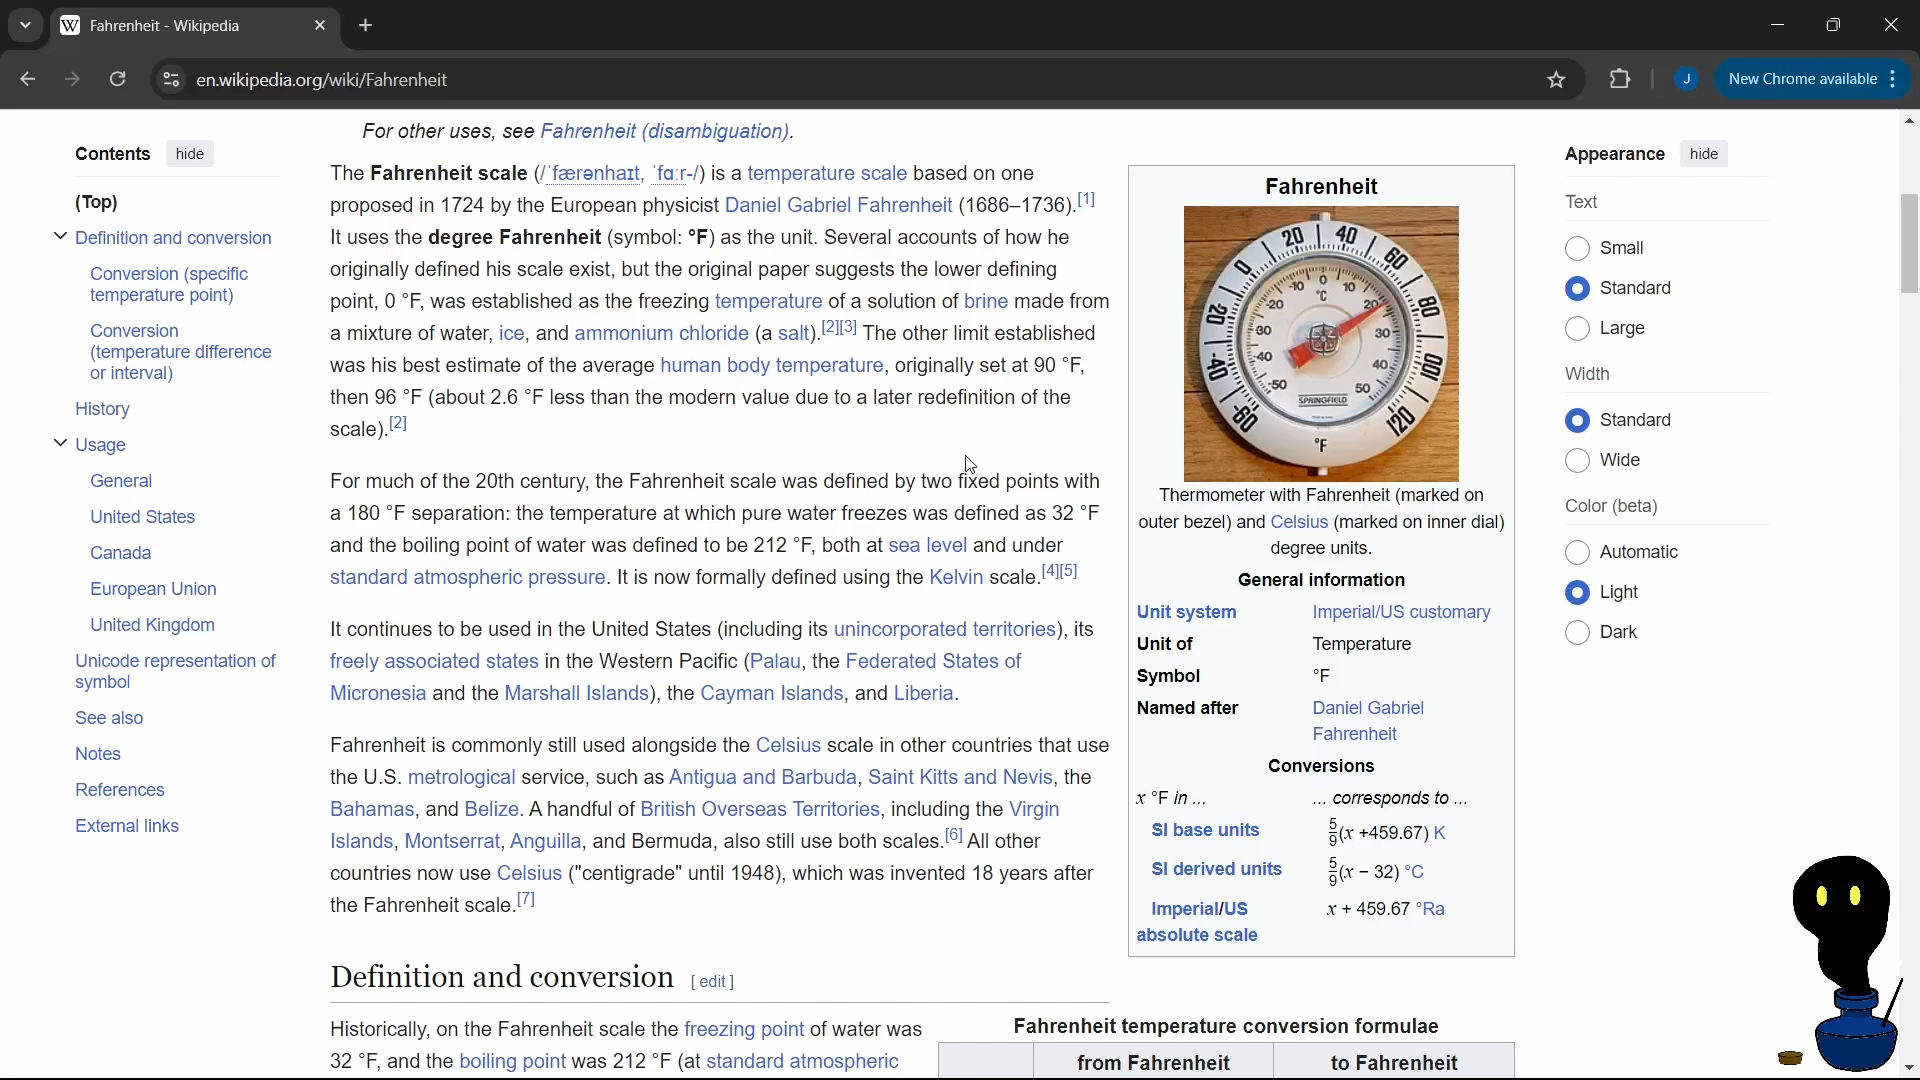 Fahrenheit - Wikipedia
en.wikipedia.org/wiki/Fahrenheit
J
New Chrome available
Contents hide
(Top)
Definition and conversion
Conversion (specific
temperature point)
Conversion
(temperature difference
or interval)
History
Usage
General
United States
Canada
European Union
United Kingdom
Unicode representation of
symbol
See also
Notes
References
External links
For other uses, see Fahrenheit (disambiguation).
The Fahrenheit scale (/ˈfærənhaɪt, ˈfɑːr-/) is a temperature scale based on one
proposed in 1724 by the European physicist Daniel Gabriel Fahrenheit (1686–1736).[1]
It uses the degree Fahrenheit (symbol: °F) as the unit. Several accounts of how he
originally defined his scale exist, but the original paper suggests the lower defining
point, 0 °F, was established as the freezing temperature of a solution of brine made from
a mixture of water, ice, and ammonium chloride (a salt).[2][3] The other limit established
was his best estimate of the average human body temperature, originally set at 90 °F,
then 96 °F (about 2.6 °F less than the modern value due to a later redefinition of the
scale).[2]
For much of the 20th century, the Fahrenheit scale was defined by two fixed points with
a 180 °F separation: the temperature at which pure water freezes was defined as 32 °F
and the boiling point of water was defined to be 212 °F, both at sea level and under
standard atmospheric pressure. It is now formally defined using the Kelvin scale.[4][5]
It continues to be used in the United States (including its unincorporated territories), its
freely associated states in the Western Pacific (Palau, the Federated States of
Micronesia and the Marshall Islands), the Cayman Islands, and Liberia.
Fahrenheit is commonly still used alongside the Celsius scale in other countries that use
the U.S. metrological service, such as Antigua and Barbuda, Saint Kitts and Nevis, the
Bahamas, and Belize. A handful of British Overseas Territories, including the Virgin
Islands, Montserrat, Anguilla, and Bermuda, also still use both scales.[6] All other
countries now use Celsius ("centigrade" until 1948), which was invented 18 years after
the Fahrenheit scale.[7]
Definition and conversion [ edit ]
Historically, on the Fahrenheit scale the freezing point of water was
32 °F, and the boiling point was 212 °F (at standard atmospheric
Fahrenheit
60 40 20 0 20 40 60 80 100 120
-50 -40 30 -20 -10 0 10 20 30 40 50
°C
SPRINGFIELD
°F
Thermometer with Fahrenheit (marked on
outer bezel) and Celsius (marked on inner dial)
degree units.
General information
Unit system Imperial/US customary
Unit of Temperature
Symbol °F
Named after Daniel Gabriel
Fahrenheit
Conversions
x °F in ... ... corresponds to ...
SI base units 5/9(x +459.67) K
SI derived units 5/9(x − 32) °C
Imperial/US x + 459.67 °Ra
absolute scale
Fahrenheit temperature conversion formulae
from Fahrenheit to Fahrenheit
Appearance hide
Text
Small
Standard
Large
Width
Standard
Wide
Color (beta)
Automatic
Light
Dark